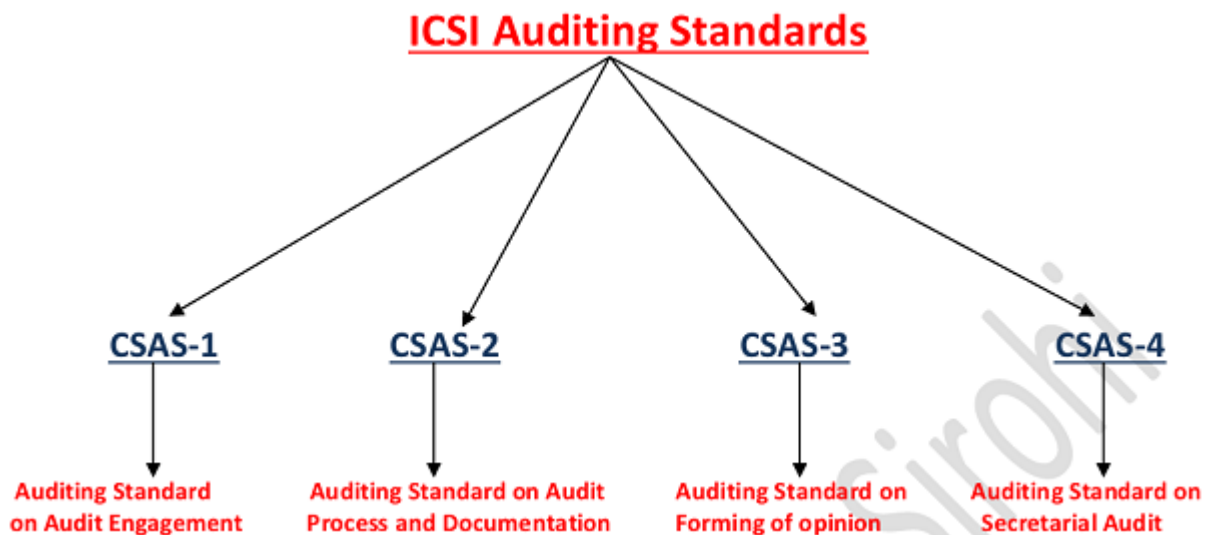 ICSI Auditing Standards
CSAS-1
CSAS-2
CSAS-3
CSAS-4
Auditing Standard
on Audit Engagement
Auditing Standard on Audit
Process and Documentation
Auditing Standard on
Forming of opinion
Auditing Standard on
Secretarial Audit
Sirohi